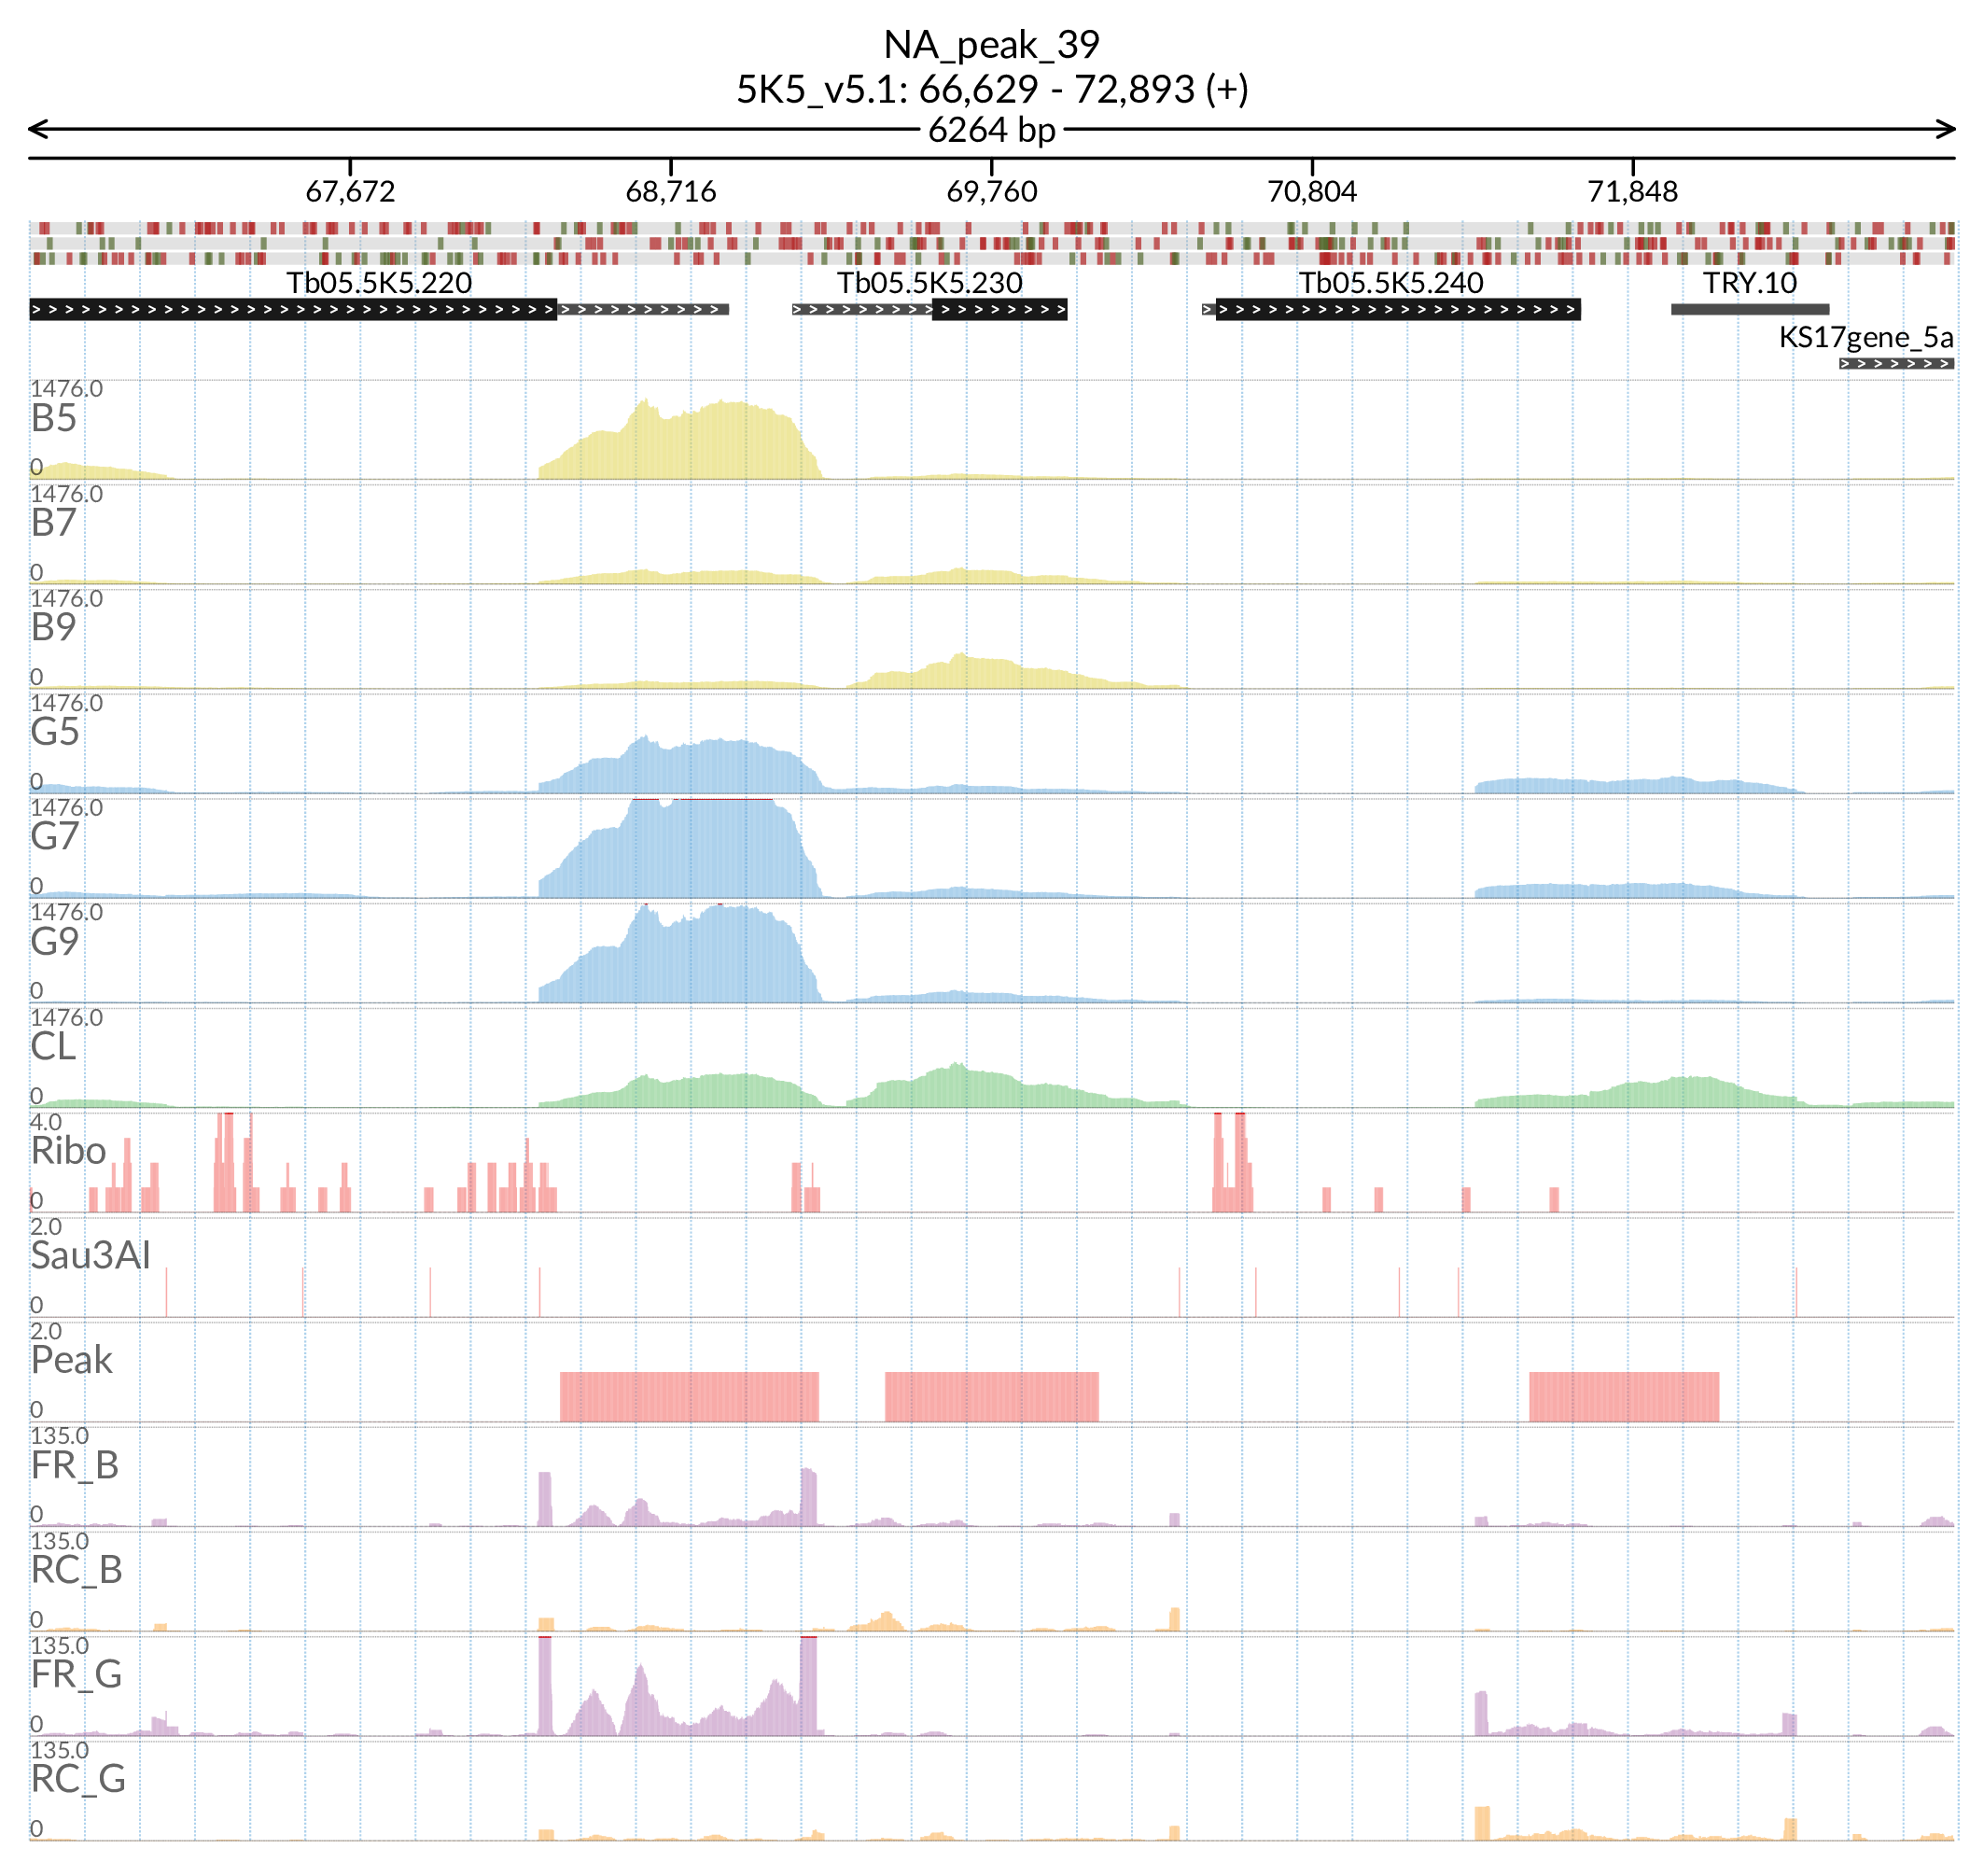 NA_peak_39
5K5_v5.1: 66,629 - 72,893 (+)
6264 bp
67,672 68,716 69,760 70,804 71,848
Tb05.5K5.220 Tb05.5K5.230 Tb05.5K5.240 TRY.10
KS17gene_5a
1476.0
B5
0
1476.0
B7
0
1476.0
B9
0
1476.0
G5
0
1476.0
G7
0
1476.0
G9
0
1476.0
CL
0
4.0
Ribo
0
2.0
Sau3AI
0
2.0
Peak
0
135.0
FR_B
0
135.0
RC_B
0
135.0
FR_G
0
135.0
RC_G
0